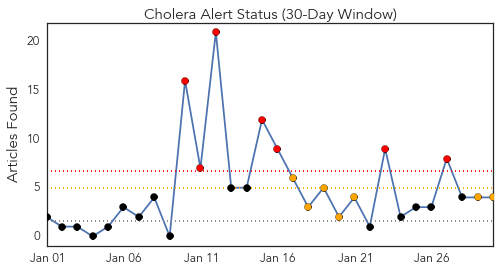 Cholera Alert Status (30-Day Window)
Articles Found
20
15
10
5
0
Jan 01 Jan 06 Jan 11 Jan 16 Jan 21 Jan 26